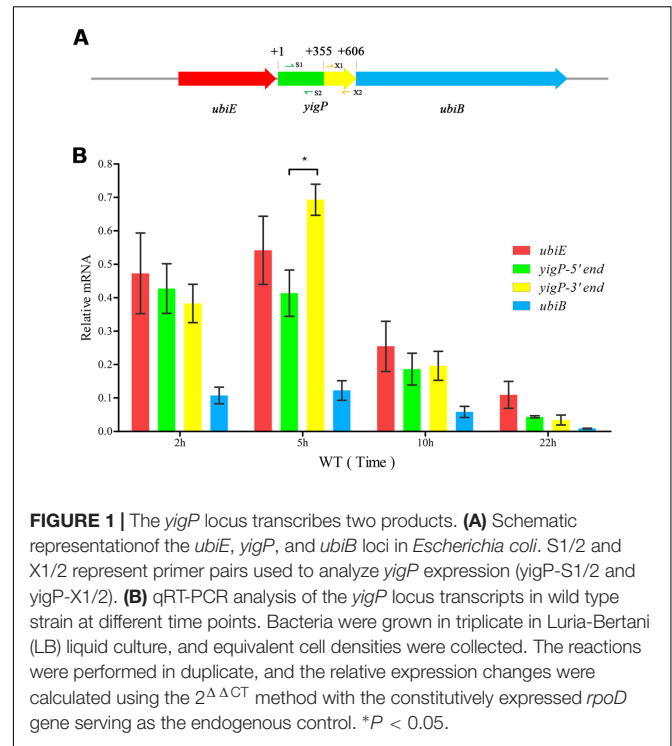 A
+1 +355 +606
S1 X1
S2 X2
ubiE yigP ubiB
B
*
0.8
0.7
0.6
0.5
0.4
0.3
0.2
0.1
0.0
Relative mRNA
ubiE
yigP-5' end
yigP-3' end
ubiB
2h 5h 10h 22h
WT ( Time )
FIGURE 1 | The yigP locus transcribes two products. (A) Schematic
representationof the ubiE, yigP, and ubiB loci in Escherichia coli. S1/2 and
X1/2 represent primer pairs used to analyze yigP expression (yigP-S1/2 and
yigP-X1/2). (B) qRT-PCR analysis of the yigP locus transcripts in wild type
strain at different time points. Bacteria were grown in triplicate in Luria-Bertani
(LB) liquid culture, and equivalent cell densities were collected. The reactions
were performed in duplicate, and the relative expression changes were
calculated using the 2ΔΔCT method with the constitutively expressed rpoD
gene serving as the endogenous control. *P < 0.05.